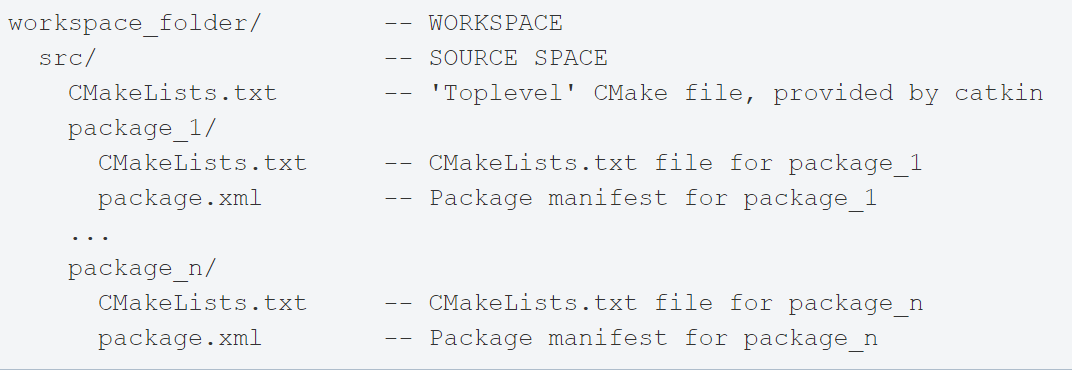 workspace_folder/        -- WORKSPACE
  src/                   -- SOURCE SPACE
    CMakeLists.txt       -- 'Toplevel' CMake file, provided by catkin
    package_1/
      CMakeLists.txt     -- CMakeLists.txt file for package_1
      package.xml        -- Package manifest for package_1
    ...
    package_n/
      CMakeLists.txt     -- CMakeLists.txt file for package_n
      package.xml        -- Package manifest for package_n